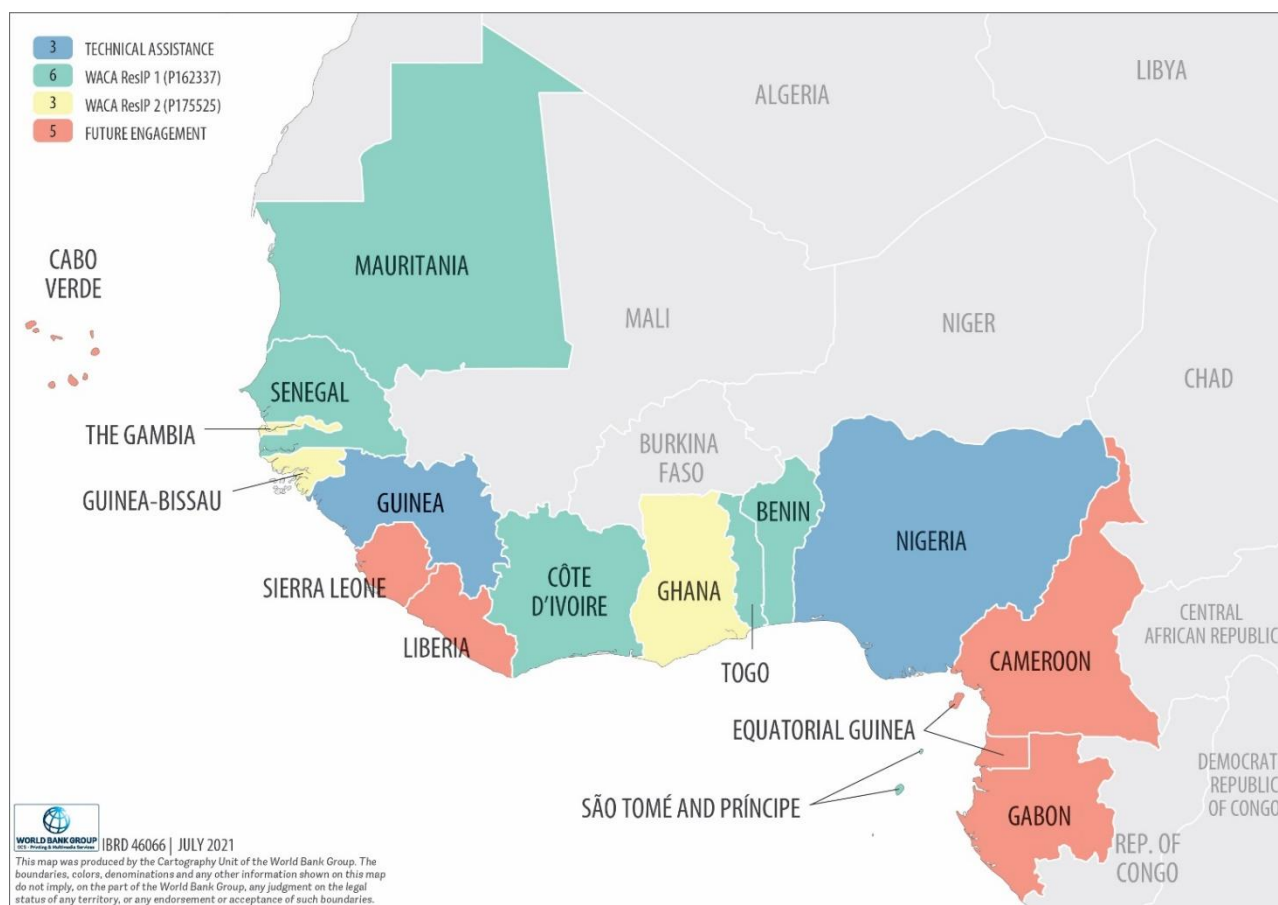 3 TECHNICAL ASSISTANCE
6 WACA ResIP 1 (P162337)
3 WACA ResIP 2 (P175525)
5 FUTURE ENGAGEMENT
ALGERIA
LIBYA
CABO
VERDE
MAURITANIA
MALI
NIGER
CHAD
SENEGAL
THE GAMBIA
BURKINA
FASO
GUINEA-BISSAU
GUINEA
BENIN
NIGERIA
SIERRA LEONE
CÔTE
D'IVOIRE
GHANA
CENTRAL
AFRICAN REPUBLIC
LIBERIA
TOGO
CAMEROON
EQUATORIAL GUINEA
SÃO TOMÉ AND PRÍNCIPE
DEMOCRATIC
REPUBLIC
OF CONGO
GABON
REP. OF
CONGO
WORLD BANK GROUP
GCS - Printing & Multimedia Services
IBRD 46066 | JULY 2021
This map was produced by the Cartography Unit of the World Bank Group. The
boundaries, colors, denominations and any other information shown on this map
do not imply, on the part of the World Bank Group, any judgment on the legal
status of any territory, or any endorsement or acceptance of such boundaries.